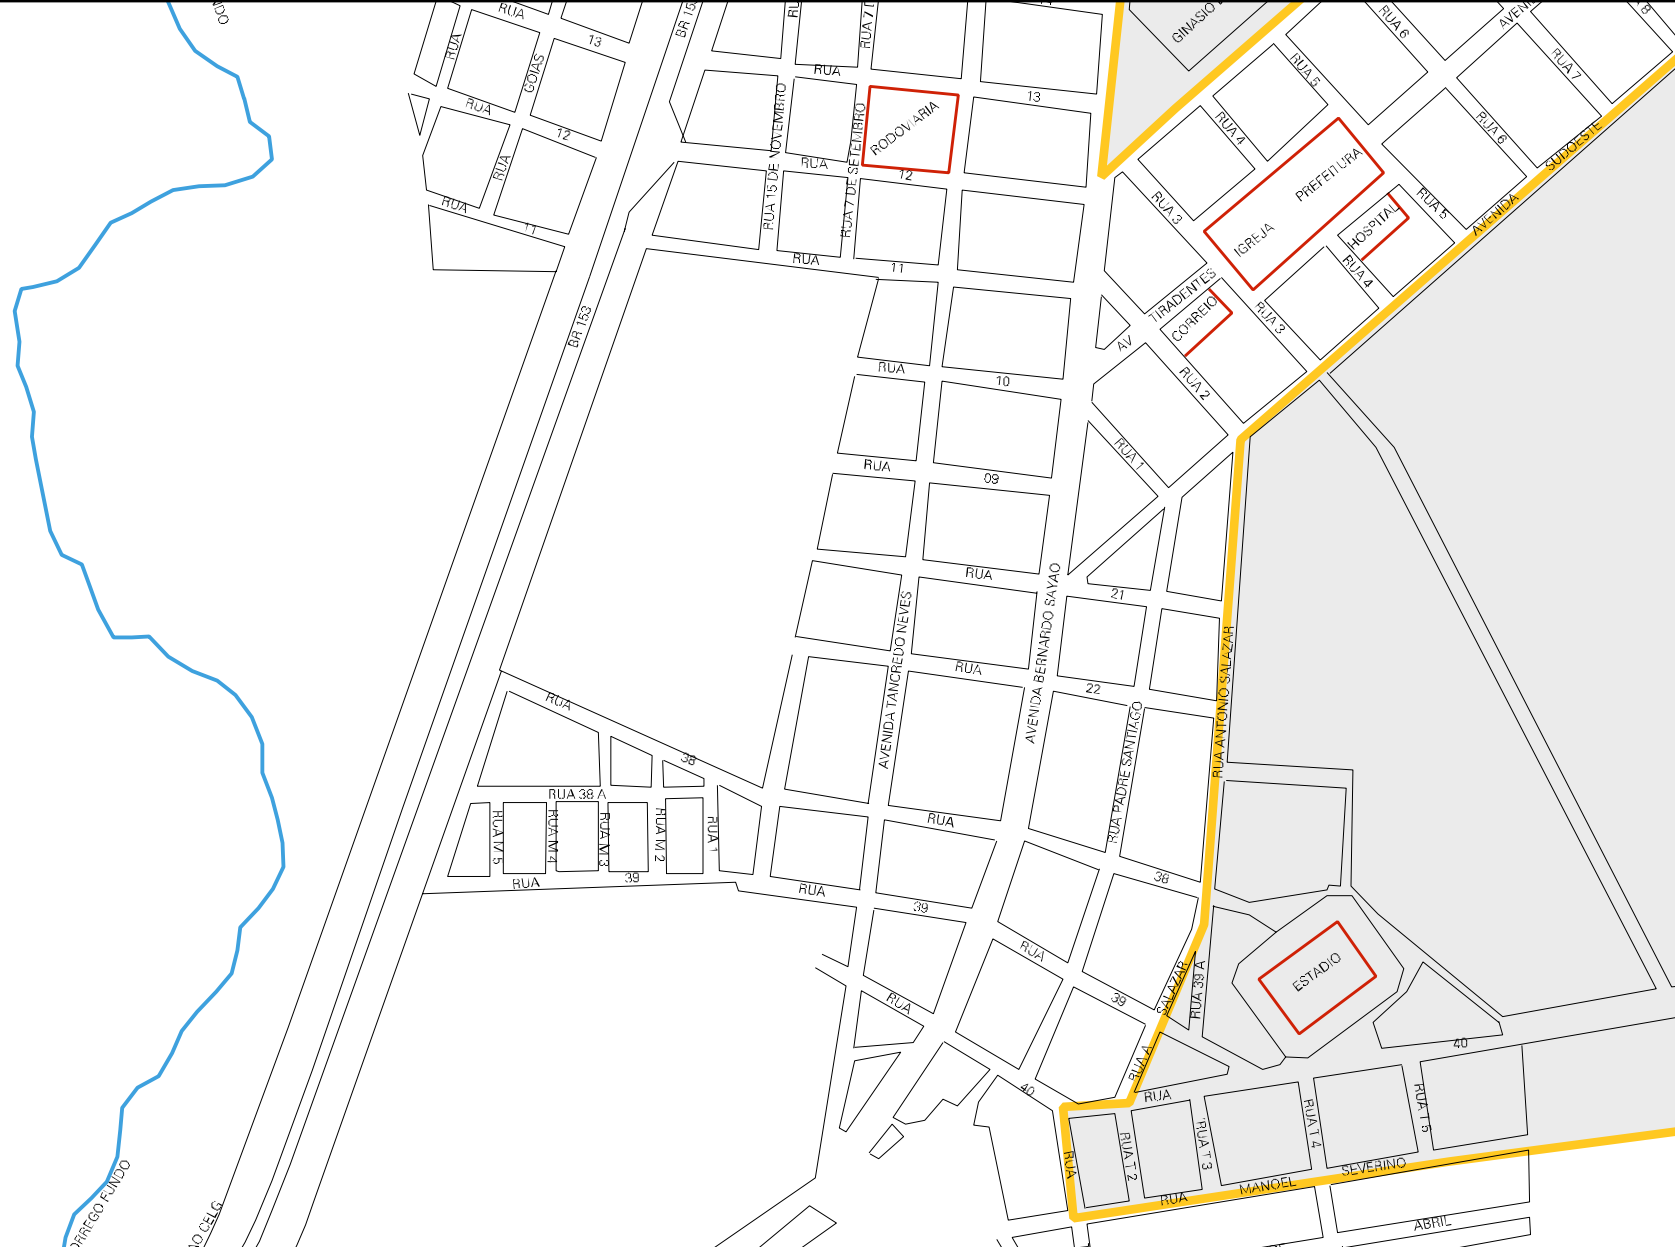 RUA
13
RUA
GOIAS
RUA
12
RUA
RUA
11
BR 153
RUA
13
RUA 15 DE NOVEMBRO
RUA 7 DE SETEMBRO
RODOVIARIA
RUA
12
RUA
11
RUA
10
RUA
09
RUA
21
RUA
22
GINASIO
RUA 6
RUA 5
RUA 4
RUA 3
RUA 7
RUA 6
RUA 5
RUA 4
RUA 3
RUA 2
RUA 1
PREFEITURA
IGREJA
HOSPITAL
CORREIO
AV TIRADENTES
AVENIDA SUDOESTE
AVENIDA TANCREDO NEVES
AVENIDA BERNARDO SAYAO
RUA PADRE SANTIAGO
RUA ANTONIO SALAZAR
RUA
38
RUA 38 A
RUA M 5
RUA M 4
RUA M 3
RUA M 2
RUA 1
RUA
39
RUA
38
RUA
39
RUA
39
RUA
40
RUA A
SALAZAR
RUA 39 A
ESTADIO
RUA
40
RUA
RUA T 2
RUA T 3
RUA T 4
RUA T 5
RUA MANOEL SEVERINO
ABRIL